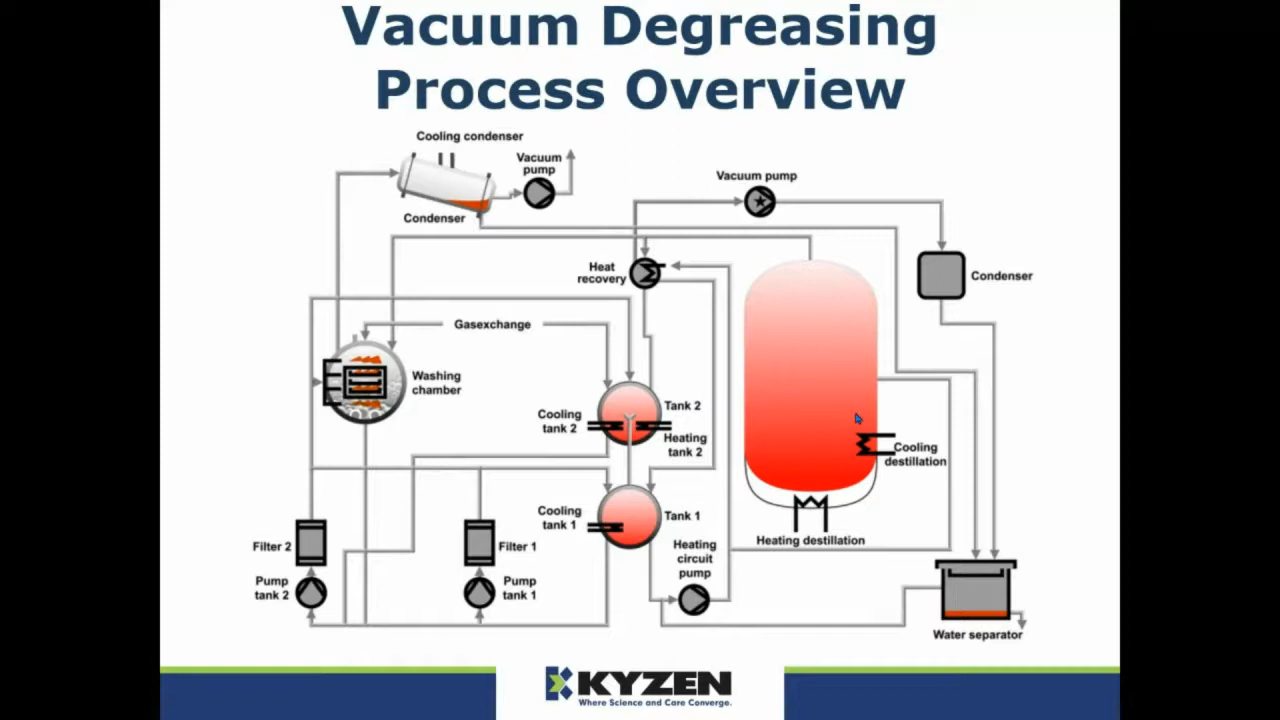 Vacuum Degreasing
Process Overview
Cooling condenser
Vacuum
pump
Condenser
Vacuum pump
Heat
recovery
Condenser
Gasexchange
Washing
chamber
Tank 2
Cooling
tank 2
Heating
tank 2
Cooling
destillation
Cooling
tank 1
Tank 1
Heating destillation
Filter 2
Filter 1
Heating
circuit
pump
Pump
tank 2
Pump
tank 1
Water separator
KYZEN
Where Science and Care Converge.